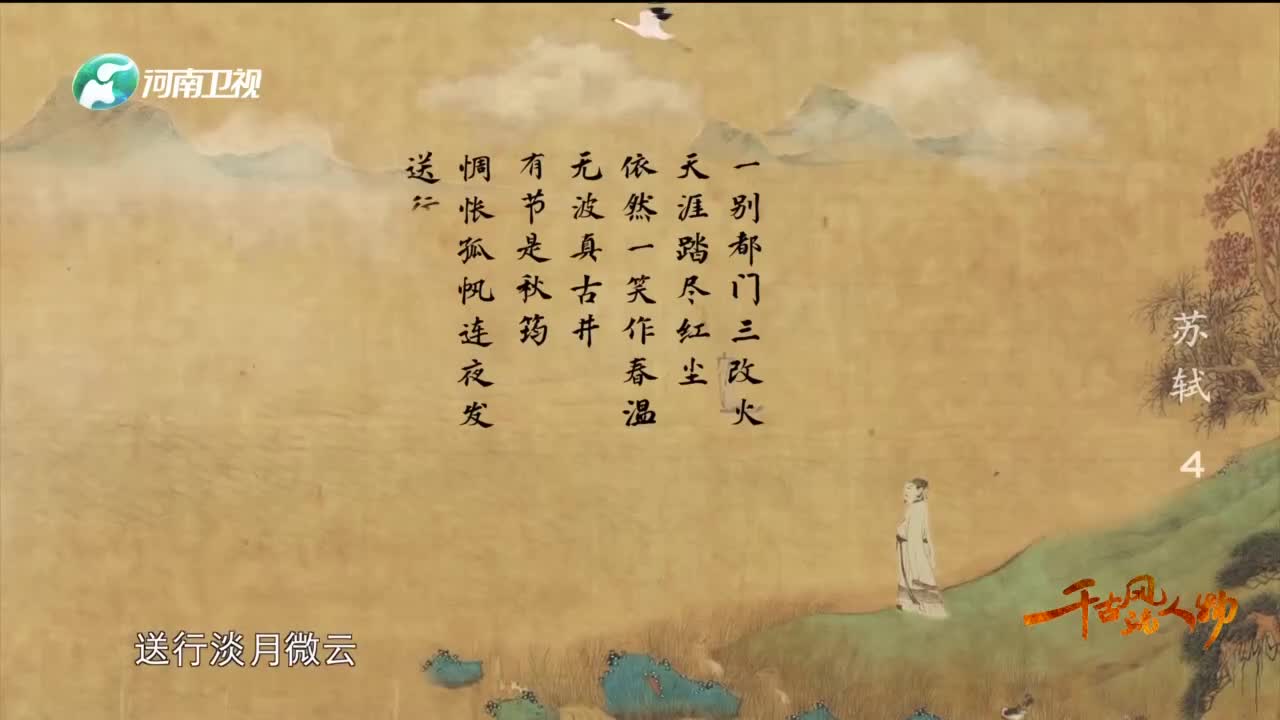 河南卫视
一别都门三改火
天涯踏尽红尘
依然一笑作春温
无波真古井
有节是秋筠
惆怅孤帆连夜发
送行
苏轼 4
千古风流人物
送行淡月微云